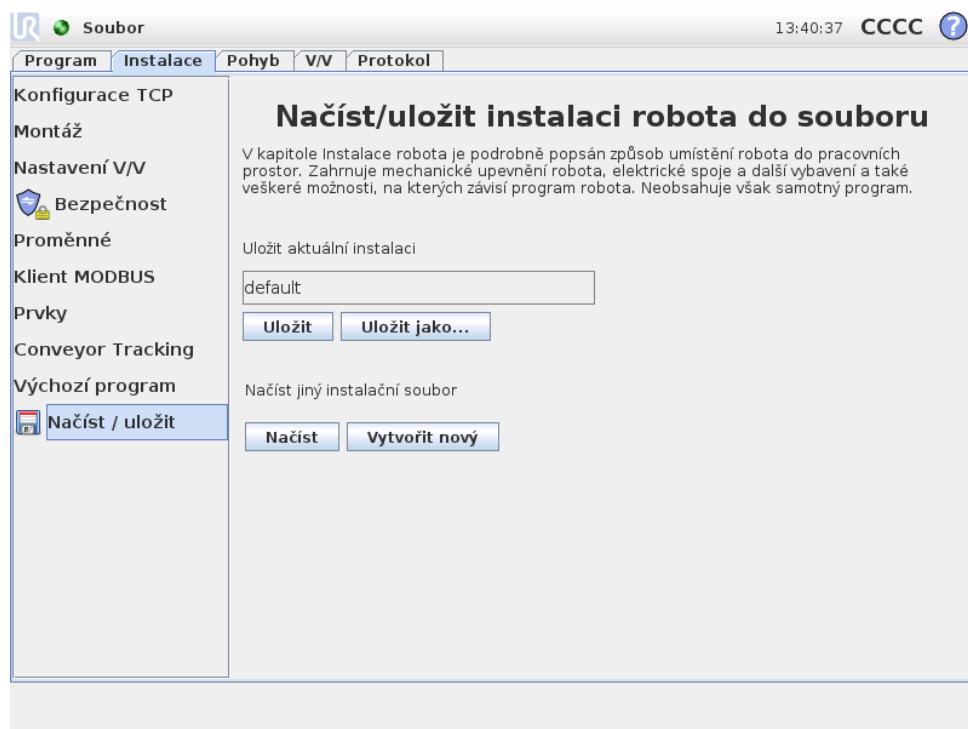 UR Soubor 13:40:37 CCCC ?
Program Instalace Pohyb V/V Protokol
Konfigurace TCP
Montáž
Nastavení V/V
Bezpečnost
Proměnné
Klient MODBUS
Prvky
Conveyor Tracking
Výchozí program
Načíst / uložit
Načíst/uložit instalaci robota do souboru
V kapitole Instalace robota je podrobně popsán způsob umístění robota do pracovních
prostor. Zahrnuje mechanické upevnění robota, elektrické spoje a další vybavení a také
veškeré možnosti, na kterých závisí program robota. Neobsahuje však samotný program.
Uložit aktuální instalaci
default
Uložit Uložit jako...
Načíst jiný instalační soubor
Načíst Vytvořit nový